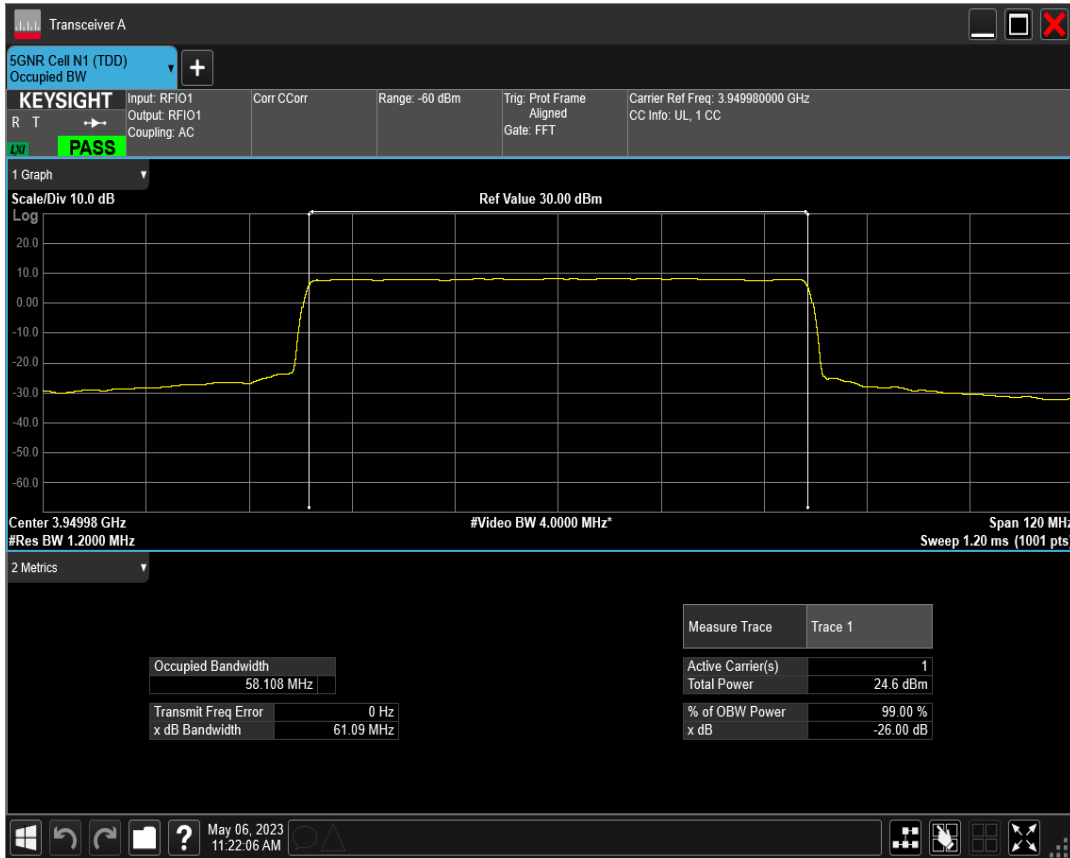 Transceiver A
5GNR Cell N1 (TDD)
Occupied BW
+
KEYSIGHT
R T
LXI
PASS
Input: RFIO1
Output: RFIO1
Coupling: AC
Corr CCorr
Range: -60 dBm
Trig: Prot Frame
Aligned
Gate: FFT
Carrier Ref Freq: 3.949980000 GHz
CC Info: UL, 1 CC
1 Graph
Scale/Div 10.0 dB
Ref Value 30.00 dBm
Log
20.0
10.0
0.00
-10.0
-20.0
-30.0
-40.0
-50.0
-60.0
Center 3.94998 GHz
#Video BW 4.0000 MHz*
Span 120 MHz
#Res BW 1.2000 MHz
Sweep 1.20 ms (1001 pts)
2 Metrics
Measure Trace Trace 1
Occupied Bandwidth
58.108 MHz
Transmit Freq Error 0 Hz
x dB Bandwidth 61.09 MHz
Active Carrier(s) 1
Total Power 24.6 dBm
% of OBW Power 99.00 %
x dB -26.00 dB
?
May 06, 2023
11:22:06 AM